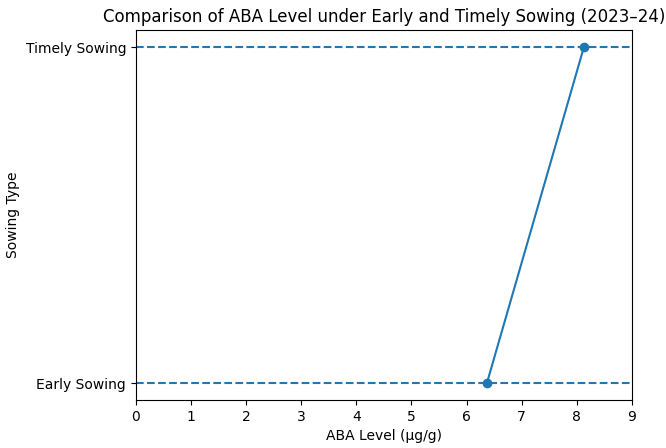 Comparison of ABA Level under Early and Timely Sowing (2023–24)
Timely Sowing
Sowing Type
Early Sowing
0 1 2 3 4 5 6 7 8 9
ABA Level (µg/g)